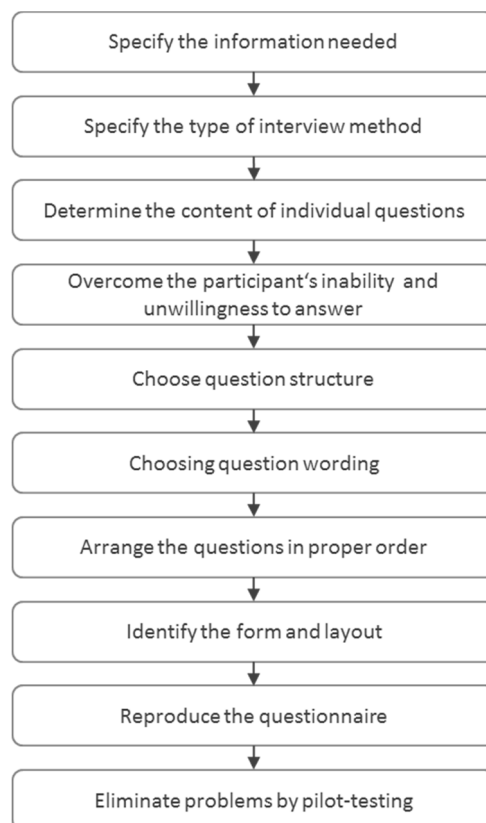 Specify the information needed
Specify the type of interview method
Determine the content of individual questions
Overcome the participant‘s inability and
unwillingness to answer
Choose question structure
Choosing question wording
Arrange the questions in proper order
Identify the form and layout
Reproduce the questionnaire
Eliminate problems by pilot-testing